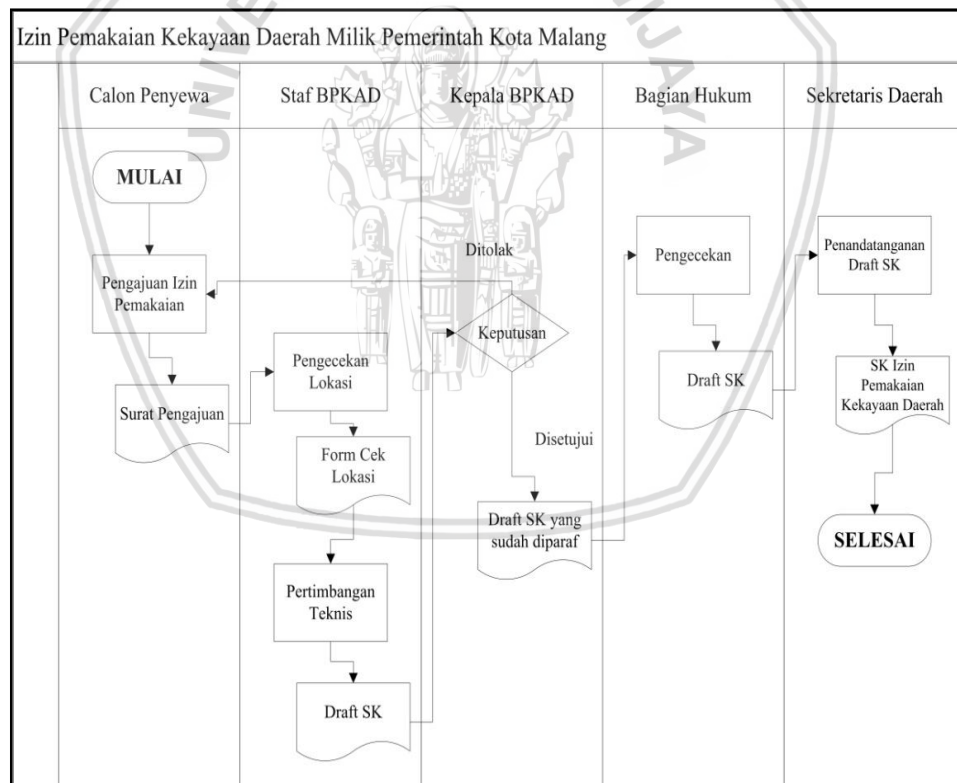 Izin Pemakaian Kekayaan Daerah Milik Pemerintah Kota Malang
Calon Penyewa
Staf BPKAD
Kepala BPKAD
Bagian Hukum
Sekretaris Daerah
MULAI
Pengajuan Izin
Pemakaian
Surat Pengajuan
Pengecekan
Lokasi
Form Cek
Lokasi
Pertimbangan
Teknis
Draft SK
Ditolak
Keputusan
Disetujui
Draft SK yang
sudah diparaf
Pengecekan
Draft SK
Penandatanganan
Draft SK
SK Izin
Pemakaian
Kekayaan Daerah
SELESAI
UNIVE
IJAYA